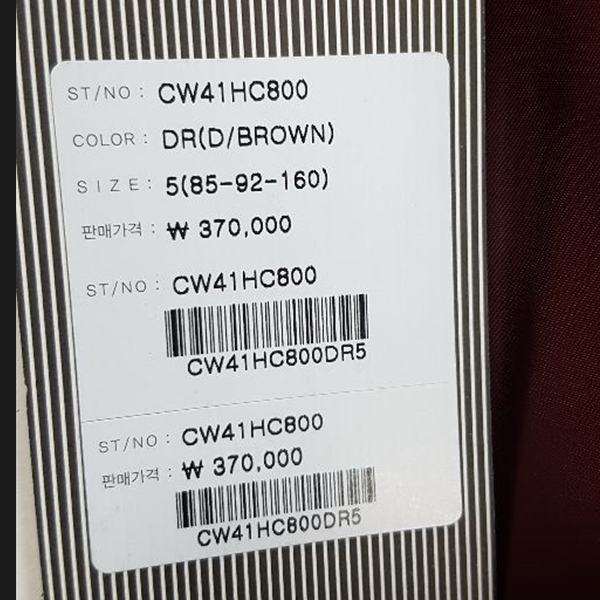 ST/NO : CW41HC800
COLOR : DR(D/BROWN)
SIZE : 5(85-92-160)
판매가격 : ₩ 370,000
ST/NO : CW41HC800
CW41HC800DR5
ST/NO : CW41HC800
판매가격 : ₩ 370,000
CW41HC800DR5